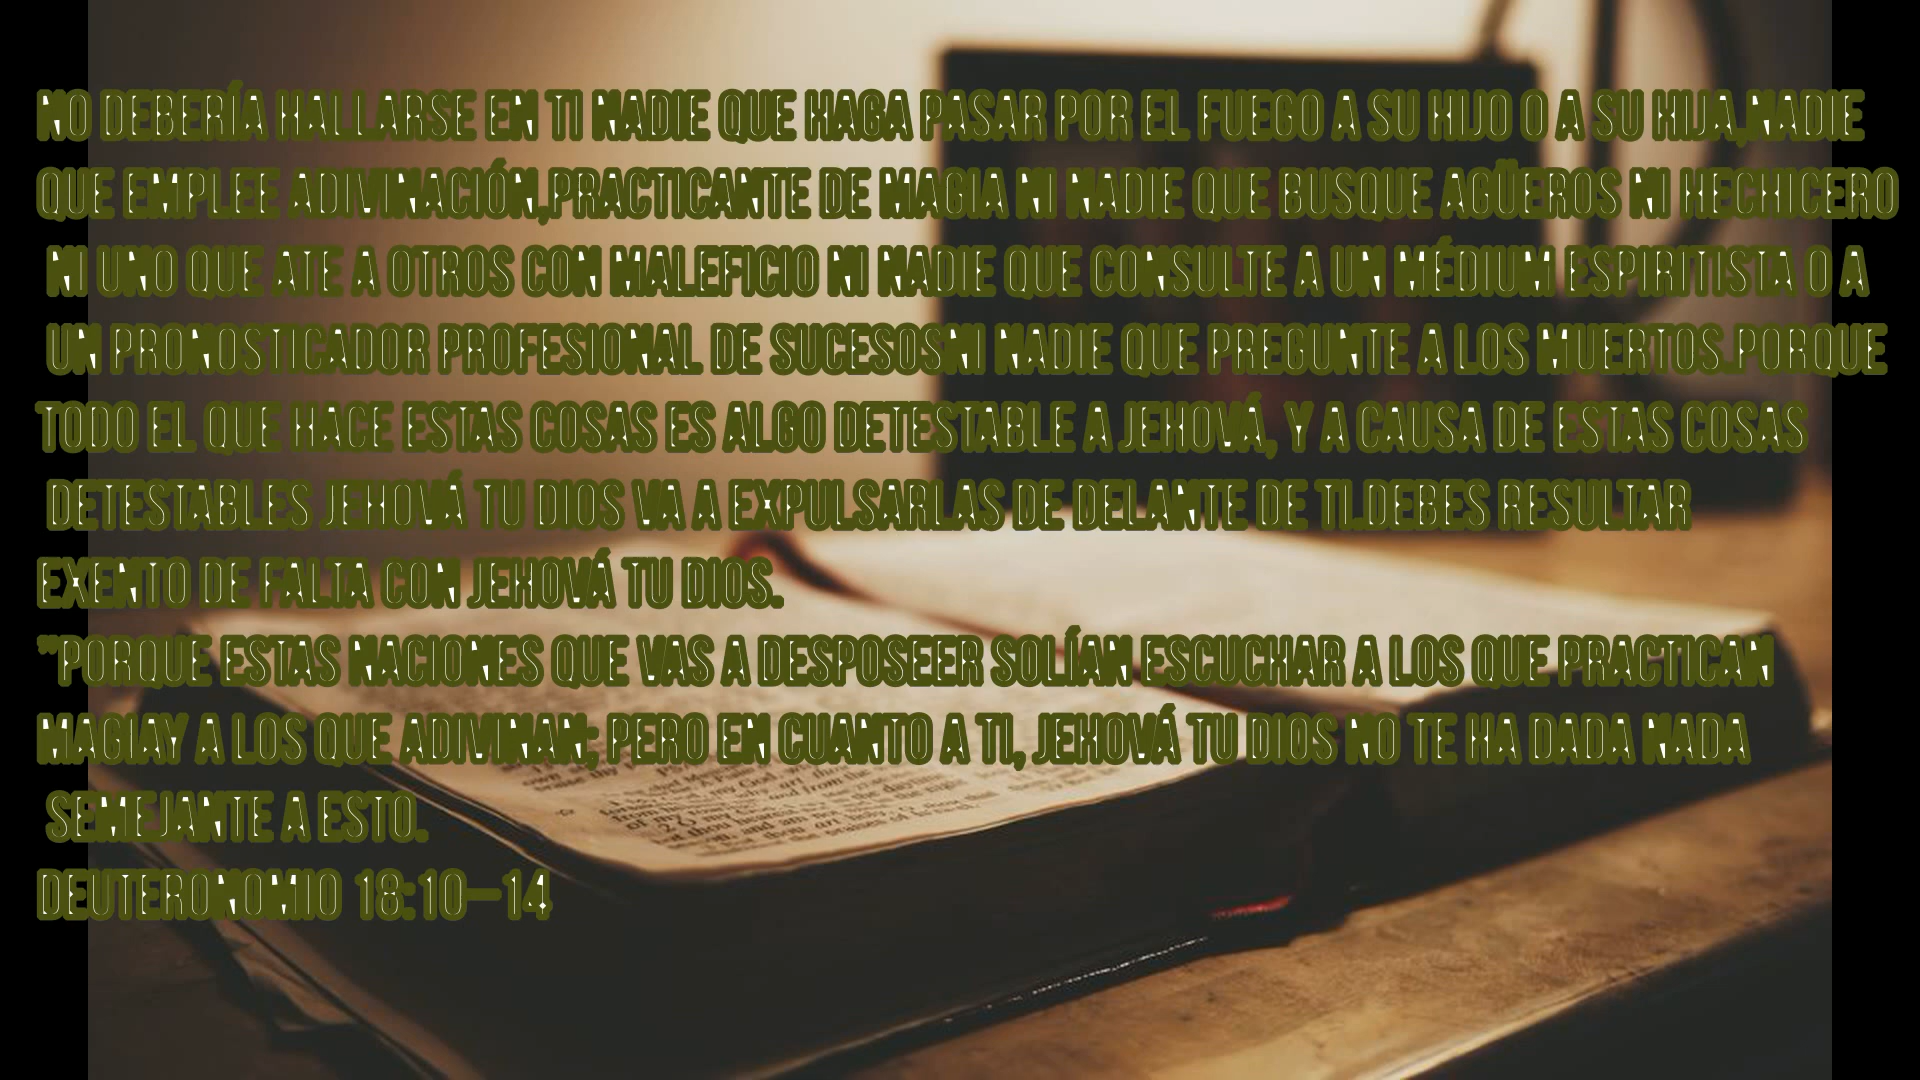 NO DEBERÍA HALLARSE EN TI NADIE QUE HAGA PASAR POR EL FUEGO A SU HIJO O A SU HIJA,NADIE
QUE EMPLEE ADIVINACIÓN,PRACTICANTE DE MAGIA NI NADIE QUE BUSQUE AGÜEROS NI HECHICERO
NI UNO QUE ATE A OTROS CON MALEFICIO NI NADIE QUE CONSULTE A UN MÉDIUM ESPIRITISTA O A
UN PRONOSTICADOR PROFESIONAL DE SUCESOSNI NADIE QUE PREGUNTE A LOS MUERTOS.PORQUE
TODO EL QUE HACE ESTAS COSAS ES ALGO DETESTABLE A JEHOVÁ, Y A CAUSA DE ESTAS COSAS
DETESTABLES JEHOVÁ TU DIOS VA A EXPULSARLAS DE DELANTE DE TI.DEBES RESULTAR
EXENTO DE FALTA CON JEHOVÁ TU DIOS.
"PORQUE ESTAS NACIONES QUE VAS A DESPOSEER SOLÍAN ESCUCHAR A LOS QUE PRACTICAN
MAGIAY A LOS QUE ADIVINAN; PERO EN CUANTO A TI, JEHOVÁ TU DIOS NO TE HA DADA NADA
SEMEJANTE A ESTO.
DEUTERONOMIO 18:10—14